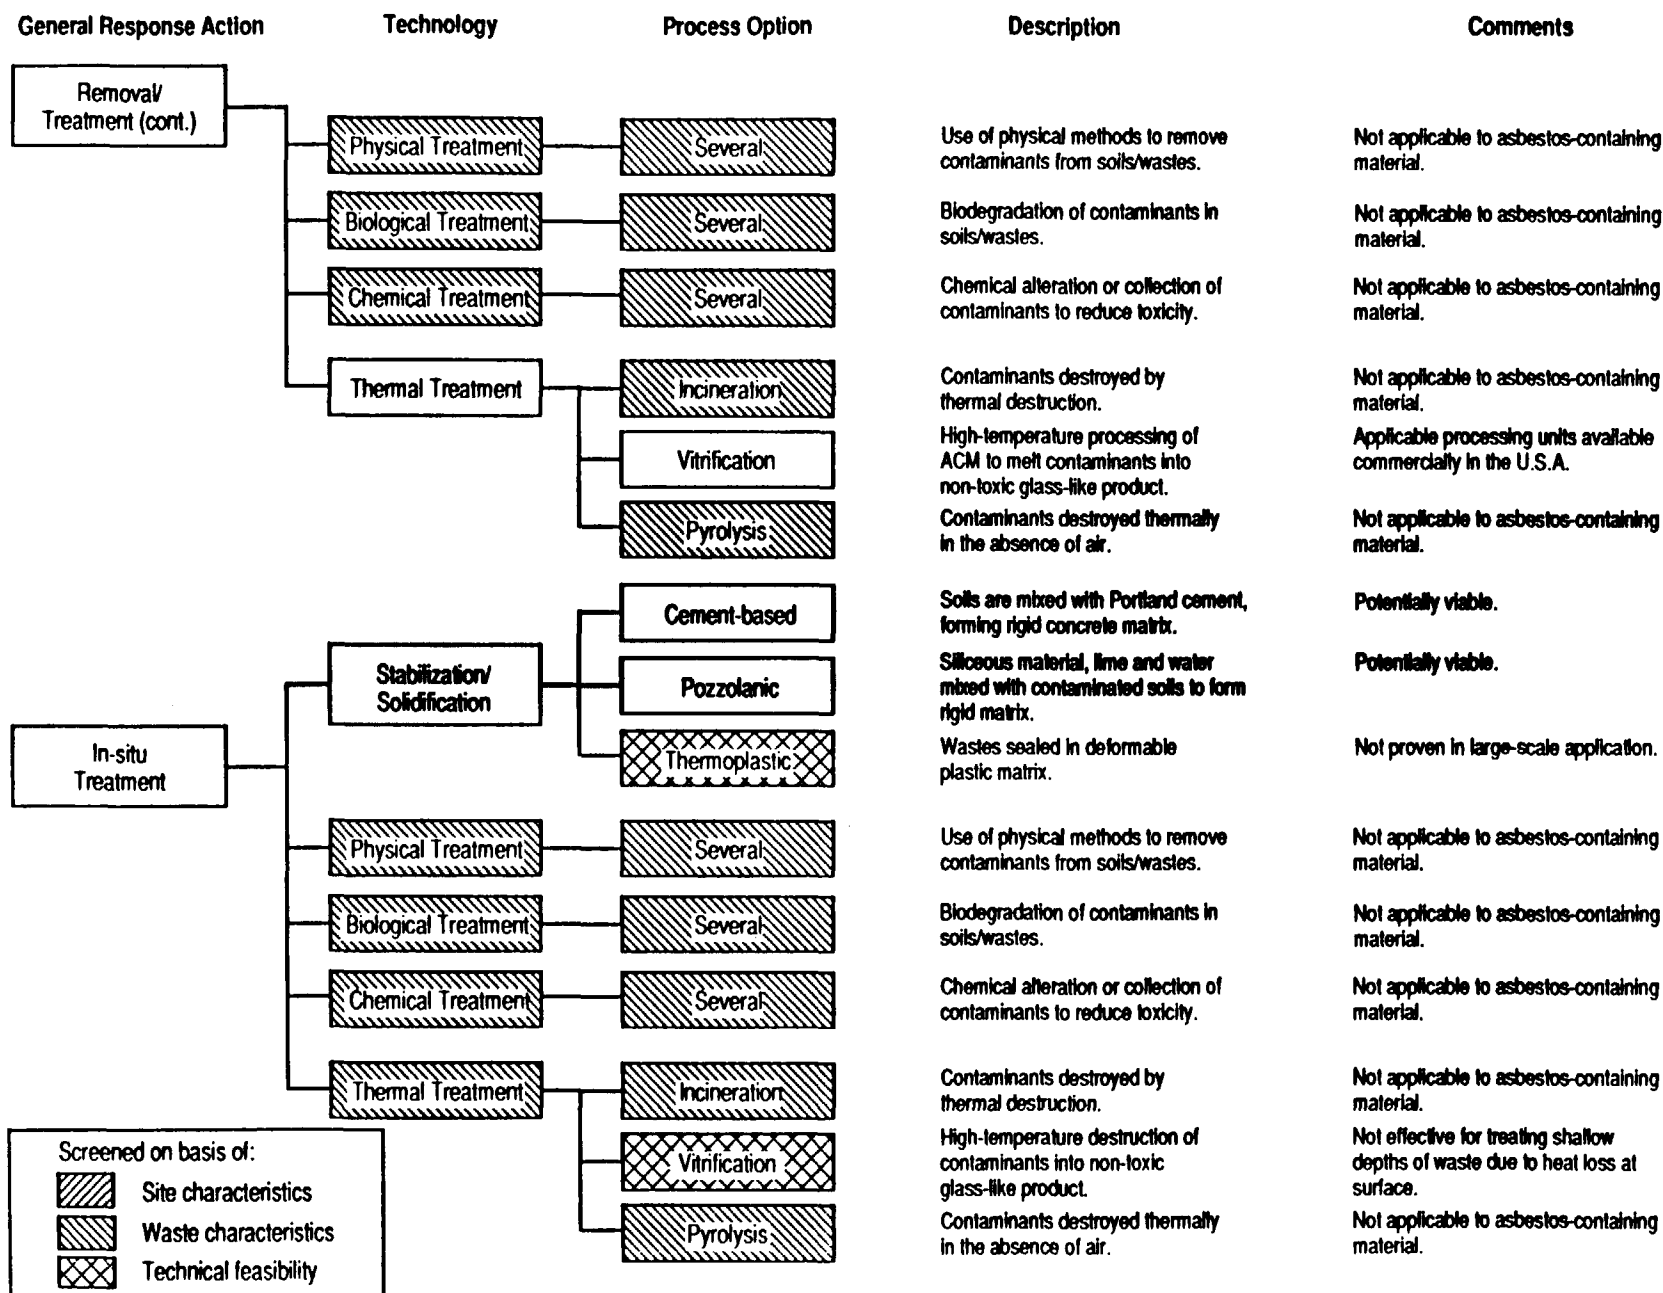 General Response Action Technology Process Option Description Comments
Removal/
Treatment (cont.)
Physical Treatment Several Use of physical methods to remove Not applicable to asbestos-containing
contaminants from soils/wastes. material.
Biological Treatment Several Biodegradation of contaminants in Not applicable to asbestos-containing
soils/wastes. material.
Chemical Treatment Several Chemical alteration or collection of Not applicable to asbestos-containing
contaminants to reduce toxicity. material.
Thermal Treatment Incineration Contaminants destroyed by Not applicable to asbestos-containing
thermal destruction. material.
Vitrification High-temperature processing of Applicable processing units available
ACM to melt contaminants into commercially in the U.S.A.
non-toxic glass-like product.
Pyrolysis Contaminants destroyed thermally Not applicable to asbestos-containing
in the absence of air. material.
In-situ
Treatment
Stabilization/
Solidification
Cement-based Soils are mixed with Portland cement, Potentially viable.
forming rigid concrete matrix.
Pozzolanic Siliceous material, lime and water Potentially viable.
mixed with contaminated soils to form
rigid matrix.
Thermoplastic Wastes sealed in deformable Not proven in large-scale application.
plastic matrix.
Physical Treatment Several Use of physical methods to remove Not applicable to asbestos-containing
contaminants from soils/wastes. material.
Biological Treatment Several Biodegradation of contaminants in Not applicable to asbestos-containing
soils/wastes. material.
Chemical Treatment Several Chemical alteration or collection of Not applicable to asbestos-containing
contaminants to reduce toxicity. material.
Thermal Treatment Incineration Contaminants destroyed by Not applicable to asbestos-containing
thermal destruction. material.
Vitrification High-temperature destruction of Not effective for treating shallow
contaminants into non-toxic depths of waste due to heat loss at
glass-like product. surface.
Pyrolysis Contaminants destroyed thermally Not applicable to asbestos-containing
in the absence of air. material.
Screened on basis of:
Site characteristics
Waste characteristics
Technical feasibility